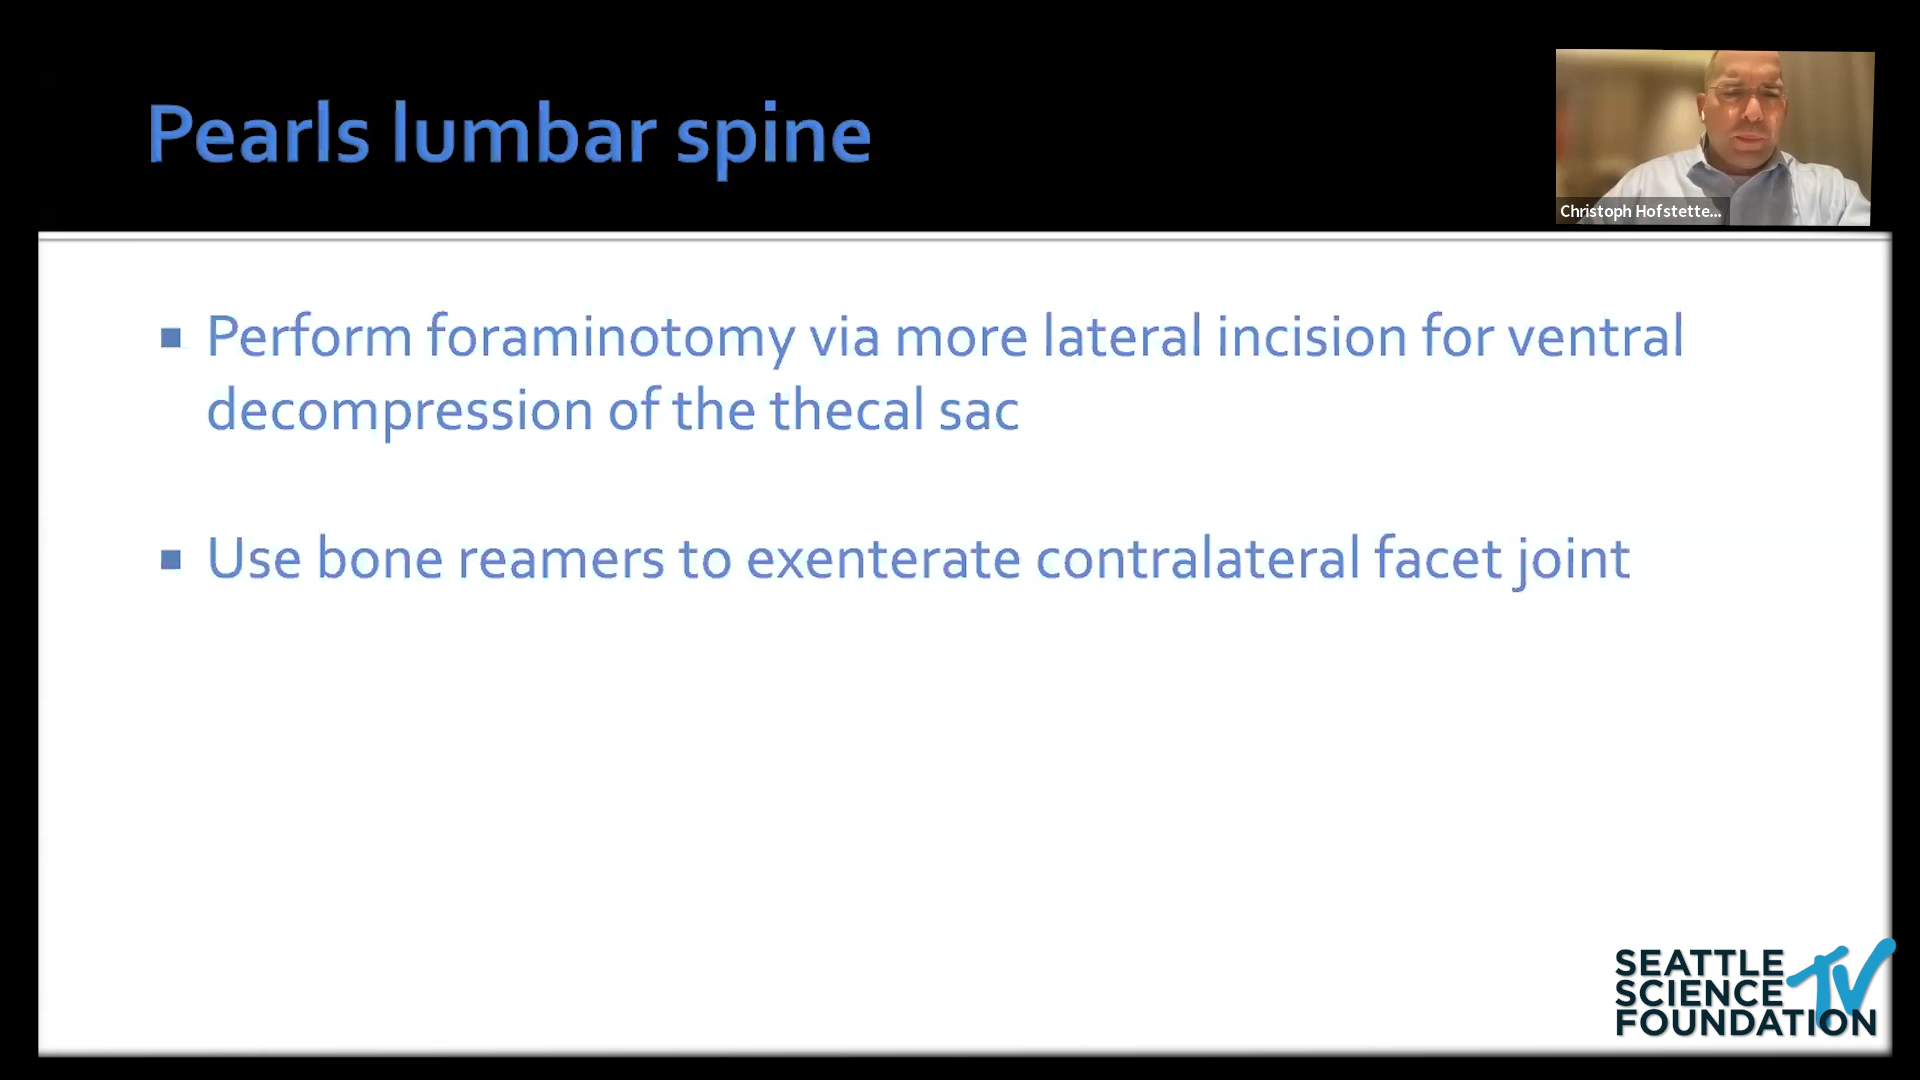 Pearls lumbar spine
Christoph Hofstette...
Perform foraminotomy via more lateral incision for ventral
decompression of the thecal sac
Use bone reamers to exenterate contralateral facet joint
SEATTLE
SCIENCE
FOUNDATION
TV